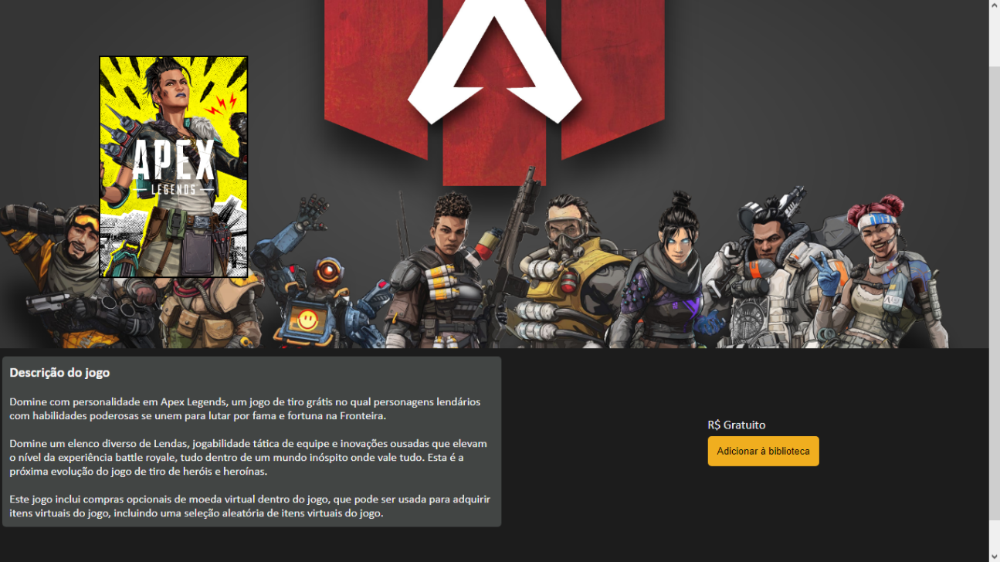 APEX
LEGENDS
Descrição do jogo
Domine com personalidade em Apex Legends, um jogo de tiro grátis no qual personagens lendários
com habilidades poderosas se unem para lutar por fama e fortuna na Fronteira.
Domine um elenco diverso de Lendas, jogabilidade tática de equipe e inovações ousadas que elevam
o nível da experiência battle royale, tudo dentro de um mundo inóspito onde vale tudo. Esta é a
próxima evolução do jogo de tiro de heróis e heroínas.
Este jogo inclui compras opcionais de moeda virtual dentro do jogo, que pode ser usada para adquirir
itens virtuais do jogo, incluindo uma seleção aleatória de itens virtuais do jogo.
R$ Gratuito
Adicionar à biblioteca